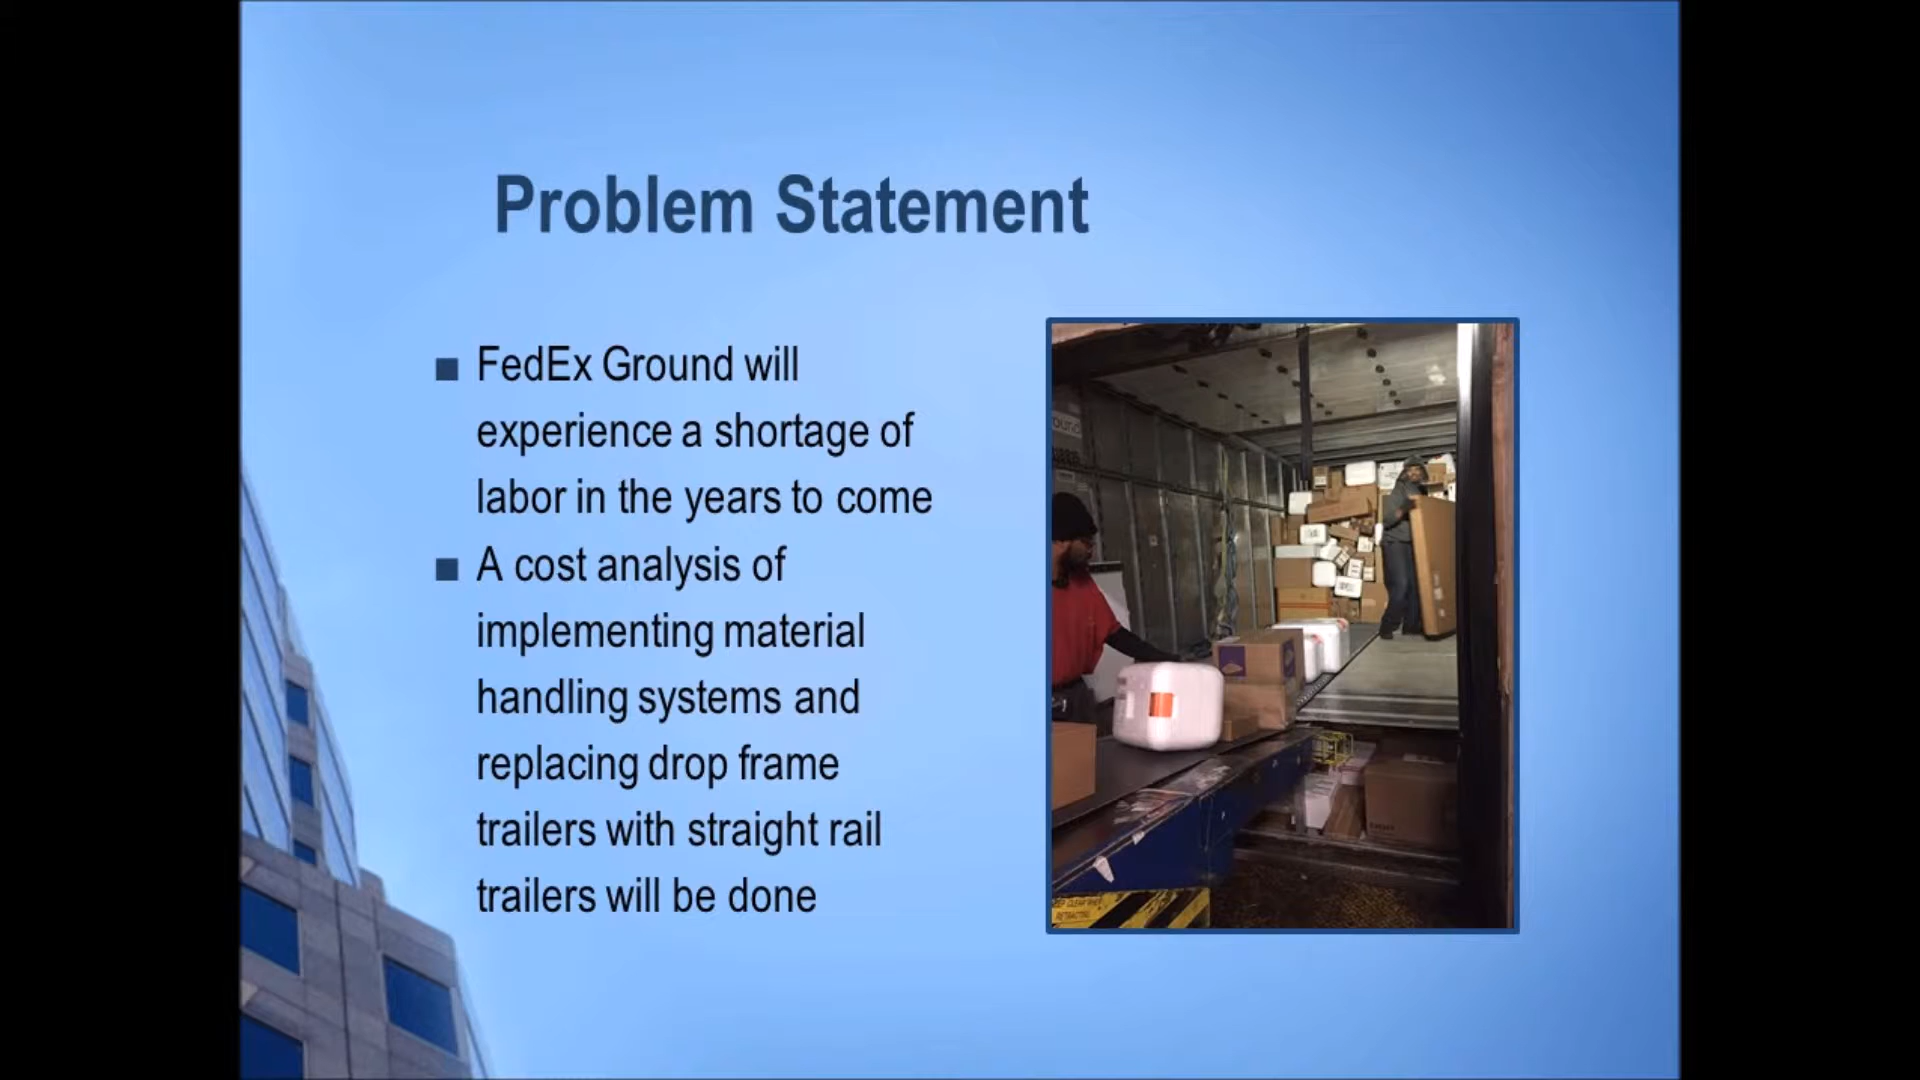 Problem Statement
FedEx Ground will
experience a shortage of
labor in the years to come
A cost analysis of
implementing material
handling systems and
replacing drop frame
trailers with straight rail
trailers will be done
RETRACTING